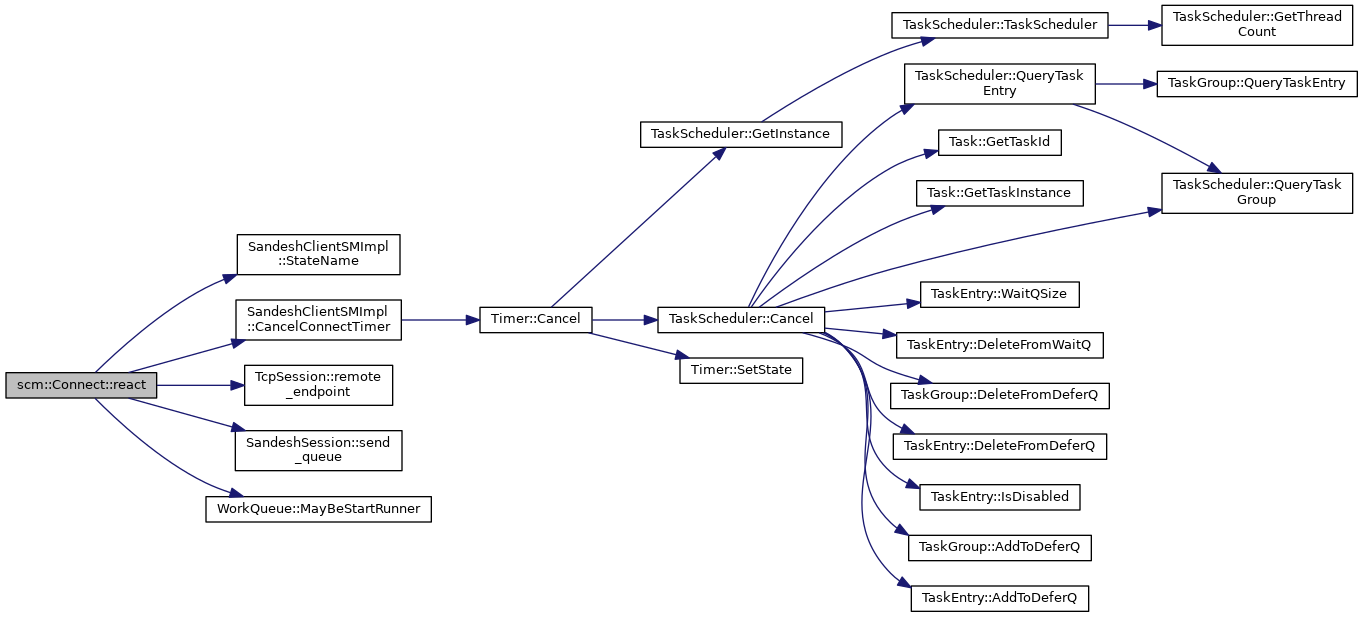 scm::Connect::react
SandeshClientSMImpl
::StateName
SandeshClientSMImpl
::CancelConnectTimer
TcpSession::remote
_endpoint
SandeshSession::send
_queue
WorkQueue::MayBeStartRunner
Timer::Cancel
TaskScheduler::GetInstance
TaskScheduler::Cancel
Timer::SetState
TaskScheduler::TaskScheduler
TaskScheduler::QueryTask
Entry
Task::GetTaskId
Task::GetTaskInstance
TaskEntry::WaitQSize
TaskEntry::DeleteFromWaitQ
TaskGroup::DeleteFromDeferQ
TaskEntry::DeleteFromDeferQ
TaskEntry::IsDisabled
TaskGroup::AddToDeferQ
TaskEntry::AddToDeferQ
TaskScheduler::GetThread
Count
TaskGroup::QueryTaskEntry
TaskScheduler::QueryTask
Group